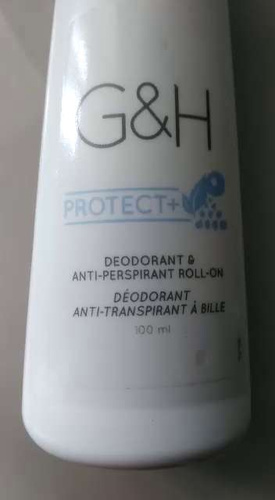 G&H
PROTECT+
DEODORANT &
ANTI-PERSPIRANT ROLL-ON
DÉODORANT
ANTI-TRANSPIRANT À BILLE
100 ml